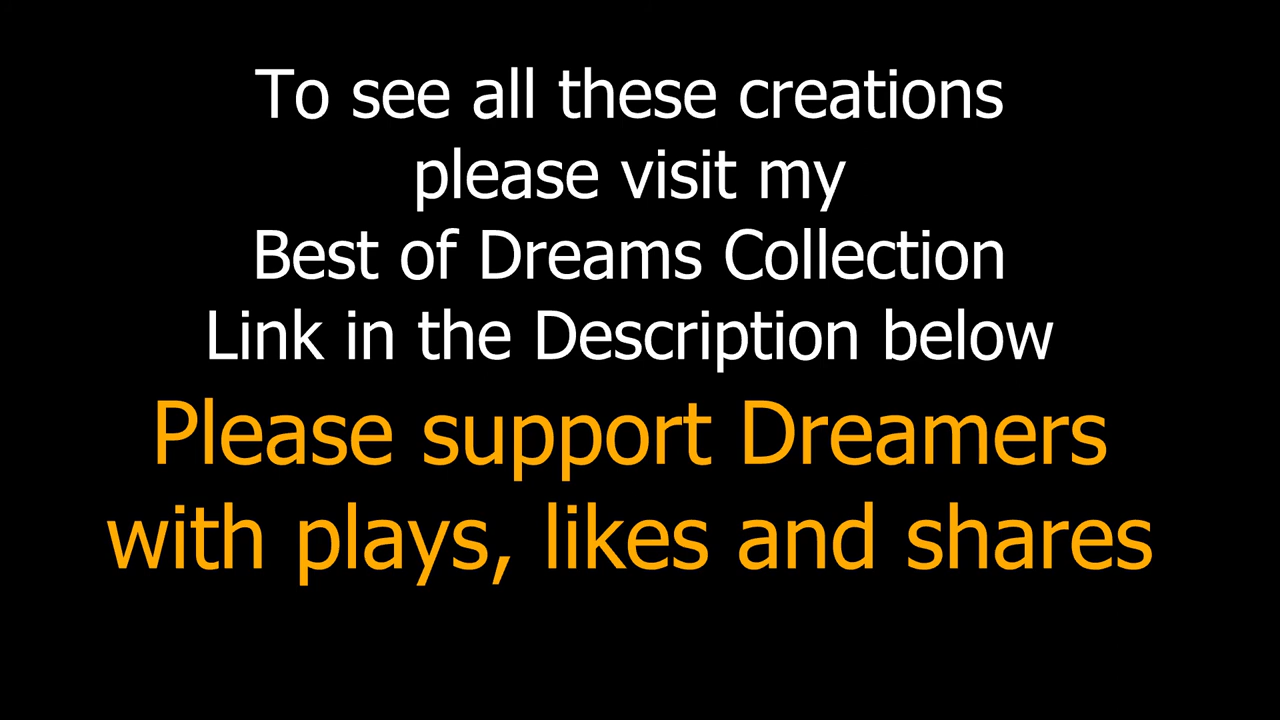 To see all these creations
please visit my
Best of Dreams Collection
Link in the Description below
Please support Dreamers
with plays, likes and shares